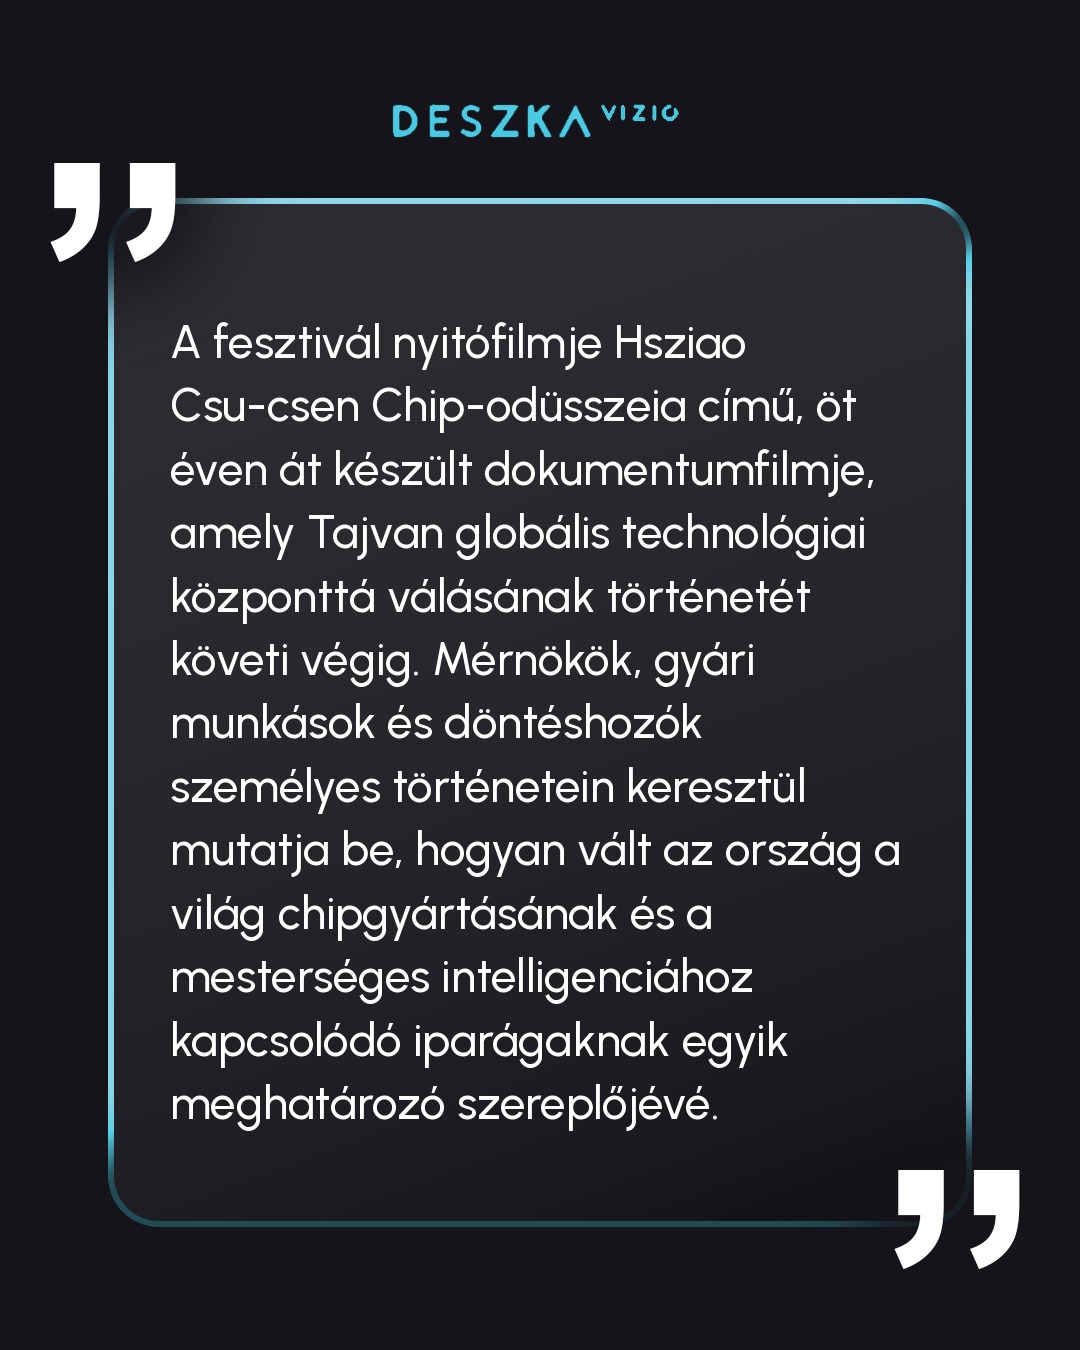 DESZKA VIZIO
”
A fesztivál nyitófilmje Hsziao
Csu-csen Chip-odüsszeia című, öt
éven át készült dokumentumfilmje,
amely Tajvan globális technológiai
központtá válásának történetét
követi végig. Mérnökök, gyári
munkások és döntéshozók
személyes történetein keresztül
mutatja be, hogyan vált az ország a
világ chipgyártásának és a
mesterséges intelligenciához
kapcsolódó iparágaknak egyik
meghatározó szereplőjévé.
”